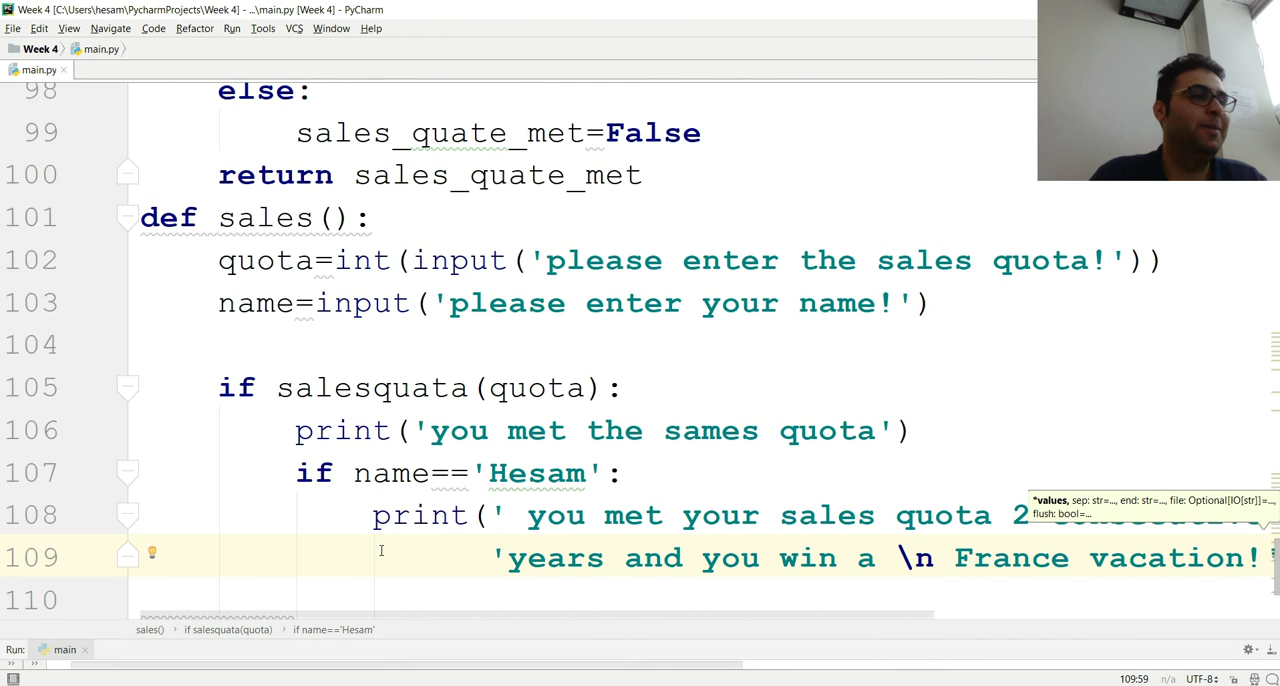 Week 4 [C:\Users\hesam\PycharmProjects\Week 4] - ...\main.py [Week 4] - PyCharm
File Edit View Navigate Code Refactor Run Tools VCS Window Help
Week 4 main.py
main.py
98 else:
99 sales_quate_met=False
100 return sales_quate_met
101 def sales():
102 quota=int(input('please enter the sales quota!'))
103 name=input('please enter your name!')
104
105 if salesquata(quota):
106 print('you met the sames quota')
107 if name=='Hesam':
*values, sep: str=..., end: str=..., file: Optional[IO[str]]=...,
flush: bool=...
108 print(' you met your sales quota 2
109 'years and you win a \n France vacation!'
110
sales() if salesquata(quota) if name=='Hesam'
Run: main
109:59 n/a UTF-8